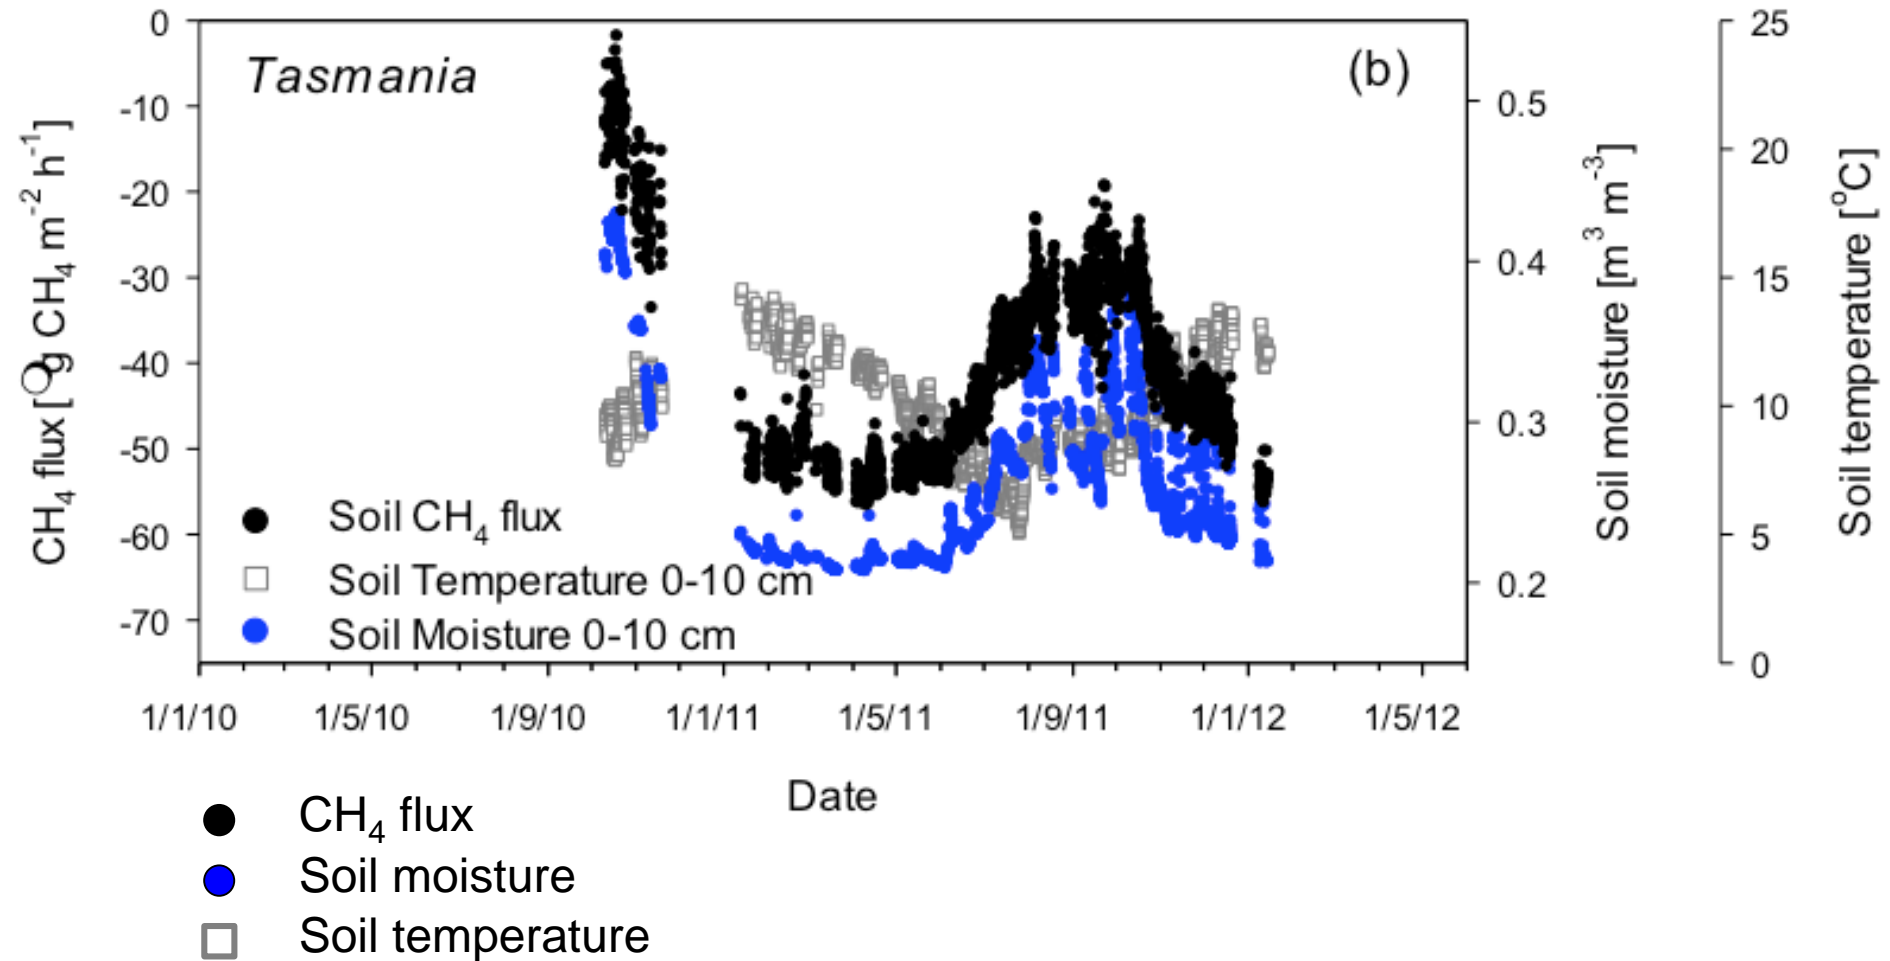 Tasmania
(b)
0
-10
-20
-30
-40
-50
-60
-70
CH₄ flux [ g CH₄ m⁻² h⁻¹]
0.5
0.4
0.3
0.2
Soil moisture [m³ m⁻³]
25
20
15
10
5
0
Soil temperature [°C]
Soil CH₄ flux
Soil Temperature 0-10 cm
Soil Moisture 0-10 cm
1/1/10 1/5/10 1/9/10 1/1/11 1/5/11 1/9/11 1/1/12 1/5/12
Date
CH₄ flux
Soil moisture
Soil temperature